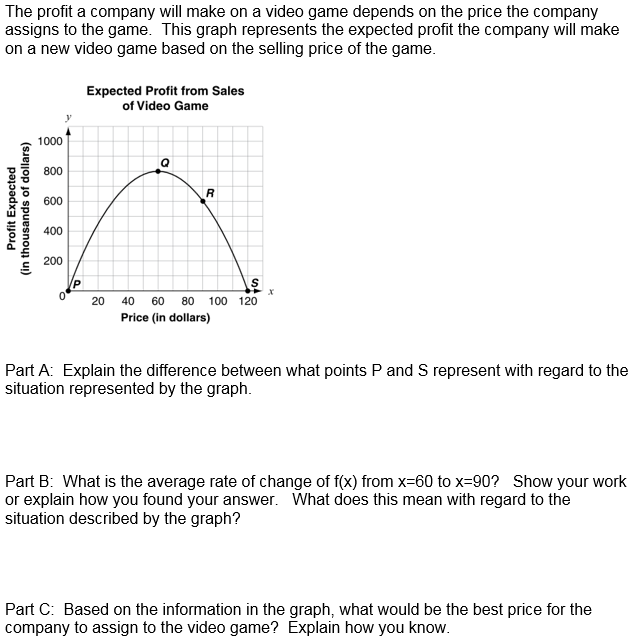 The profit a company will make on a video game depends on the price the company
assigns to the game.  This graph represents the expected profit the company will make
on a new video game based on the selling price of the game.
Expected Profit from Sales
of Video Game
y
Profit Expected
(in thousands of dollars)
1000
800
600
400
200
0
P
Q
R
S
x
20 40 60 80 100 120
Price (in dollars)
Part A:  Explain the difference between what points P and S represent with regard to the
situation represented by the graph.
Part B:  What is the average rate of change of f(x) from x=60 to x=90?   Show your work
or explain how you found your answer.   What does this mean with regard to the
situation described by the graph?
Part C:  Based on the information in the graph, what would be the best price for the
company to assign to the video game?  Explain how you know.